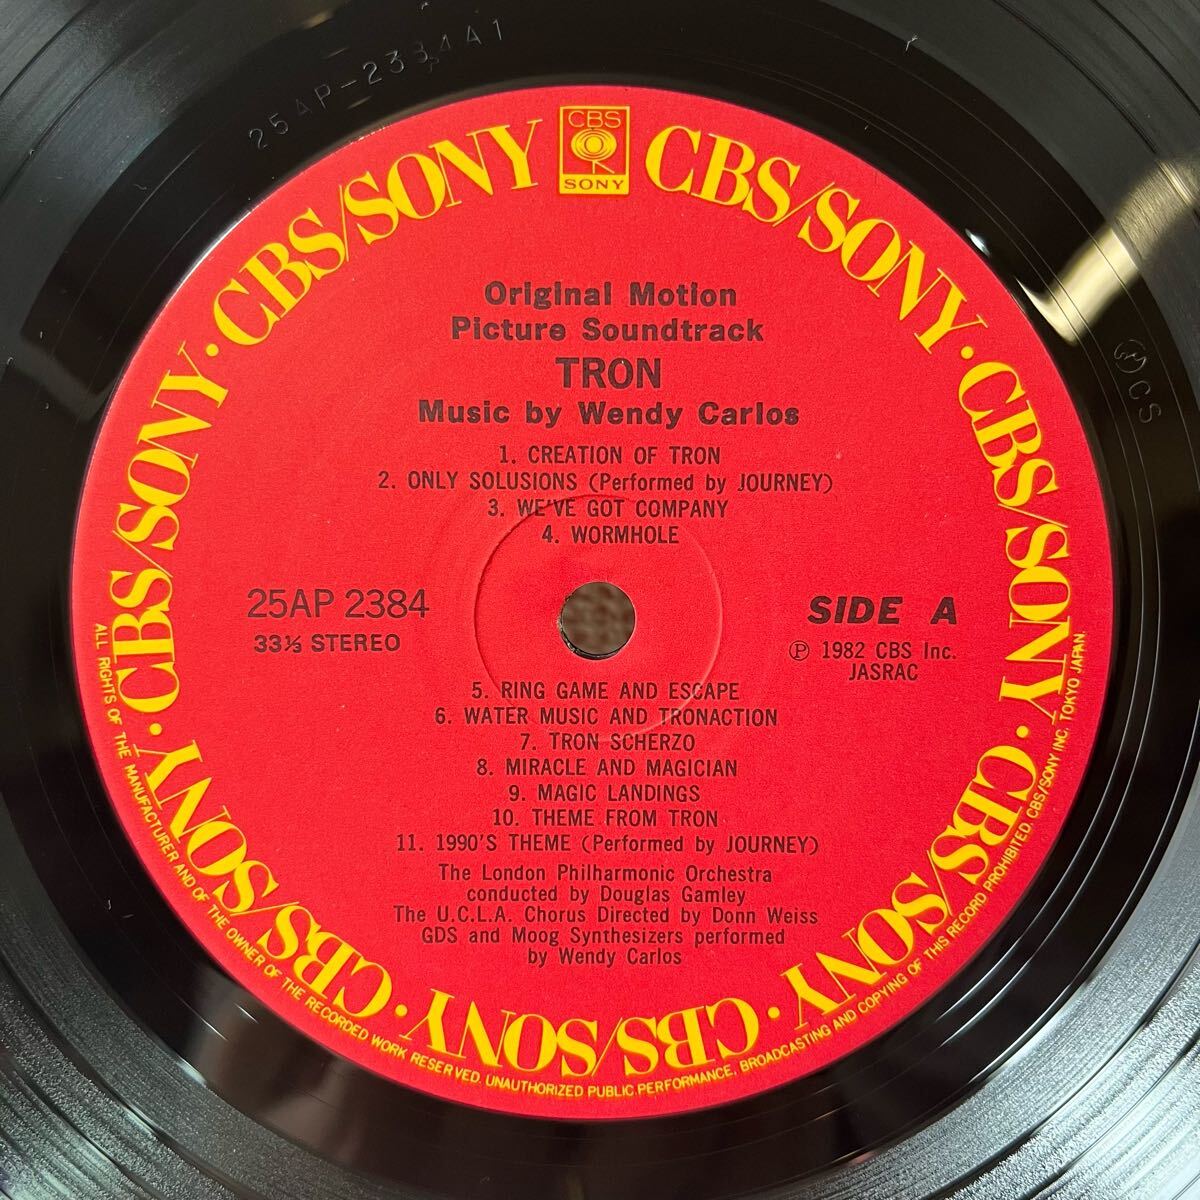 25AP-2384A1
CBS
SONY
CBS/SONY · CBS/SONY · CBS/SONY · CBS/SONY · CBS/SONY · CBS/SONY · CBS/SONY · CBS/SONY · CBS/SONY
Original Motion
Picture Soundtrack
TRON
Music by Wendy Carlos
1. CREATION OF TRON
2. ONLY SOLUSIONS (Performed by JOURNEY)
3. WE'VE GOT COMPANY
4. WORMHOLE
25AP 2384
33⅓ STEREO
SIDE A
Ⓟ 1982 CBS Inc.
JASRAC
5. RING GAME AND ESCAPE
6. WATER MUSIC AND TRONACTION
7. TRON SCHERZO
8. MIRACLE AND MAGICIAN
9. MAGIC LANDINGS
10. THEME FROM TRON
11. 1990'S THEME (Performed by JOURNEY)
The London Philharmonic Orchestra
conducted by Douglas Gamley
The U.C.L.A. Chorus Directed by Donn Weiss
GDS and Moog Synthesizers performed
by Wendy Carlos
ALL RIGHTS OF THE MANUFACTURER AND OF THE OWNER OF THE RECORDED WORK RESERVED. UNAUTHORIZED PUBLIC PERFORMANCE, BROADCASTING AND COPYING OF THIS RECORD PROHIBITED. CBS/SONY INC. TOKYO JAPAN.
CS